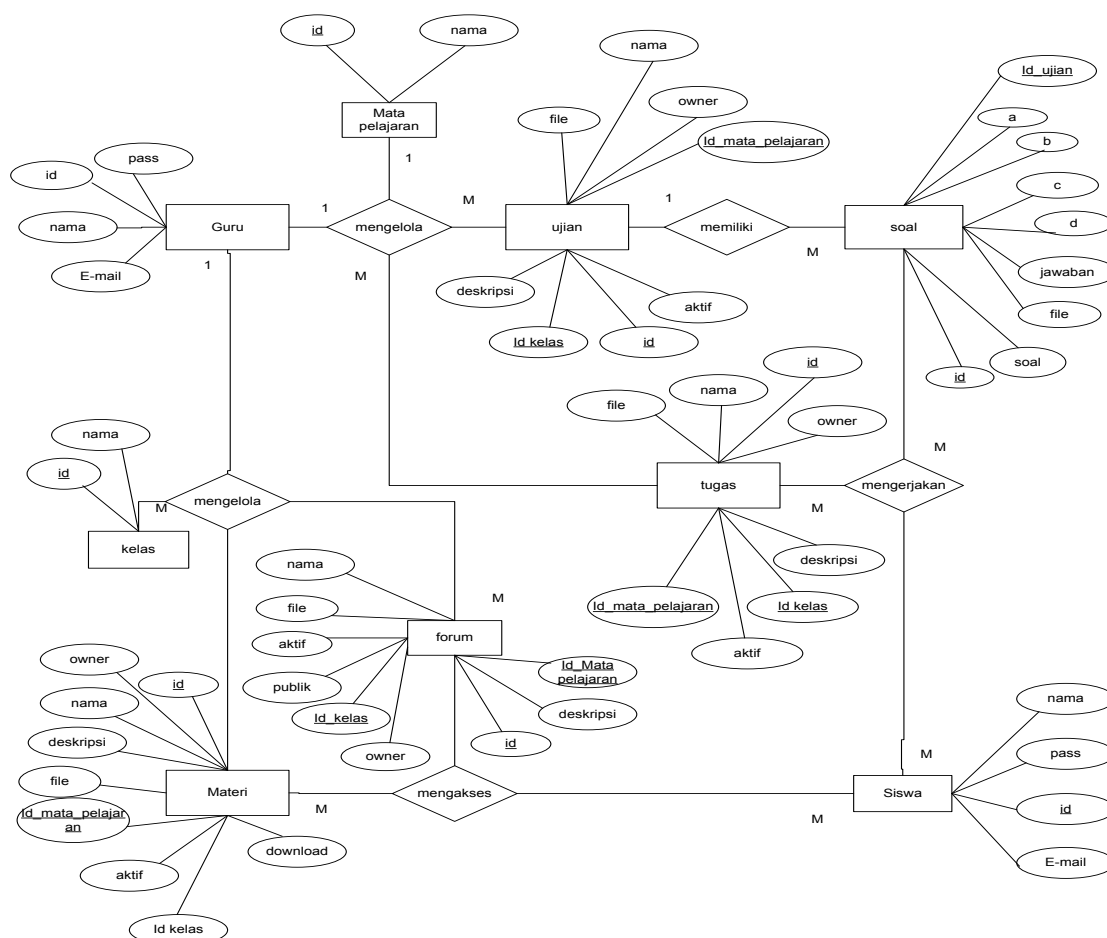 id
nama
Mata
pelajaran
1
nama
file
owner
Id_mata_pelajaran
Id_ujian
a
b
c
d
jawaban
file
soal
id
pass
id
nama
E-mail
Guru
1
1
mengelola
M
M
ujian
1
memiliki
M
soal
deskripsi
Id kelas
id
aktif
id
nama
file
owner
tugas
M
M
mengerjakan
deskripsi
Id_mata_pelajaran
Id kelas
aktif
nama
id
M
mengelola
kelas
nama
file
aktif
publik
Id_kelas
owner
M
forum
Id_Mata
pelajaran
deskripsi
id
owner
id
nama
deskripsi
file
Id_mata_pelajar
an
aktif
Id kelas
download
Materi
M
mengakses
M
M
Siswa
nama
pass
id
E-mail